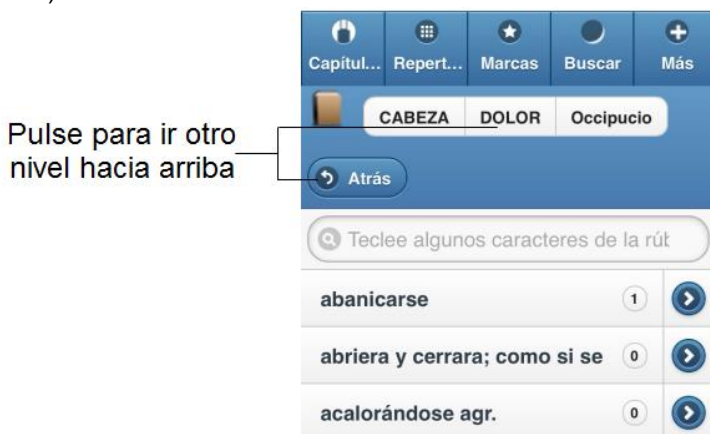 Capítul... Repert... Marcas Buscar Más
CABEZA DOLOR Occipucio
Pulse para ir otro
nivel hacia arriba
Atrás
Teclee algunos caracteres de la rút
abanicarse 1
abriera y cerrara; como si se 0
acalorándose agr. 0